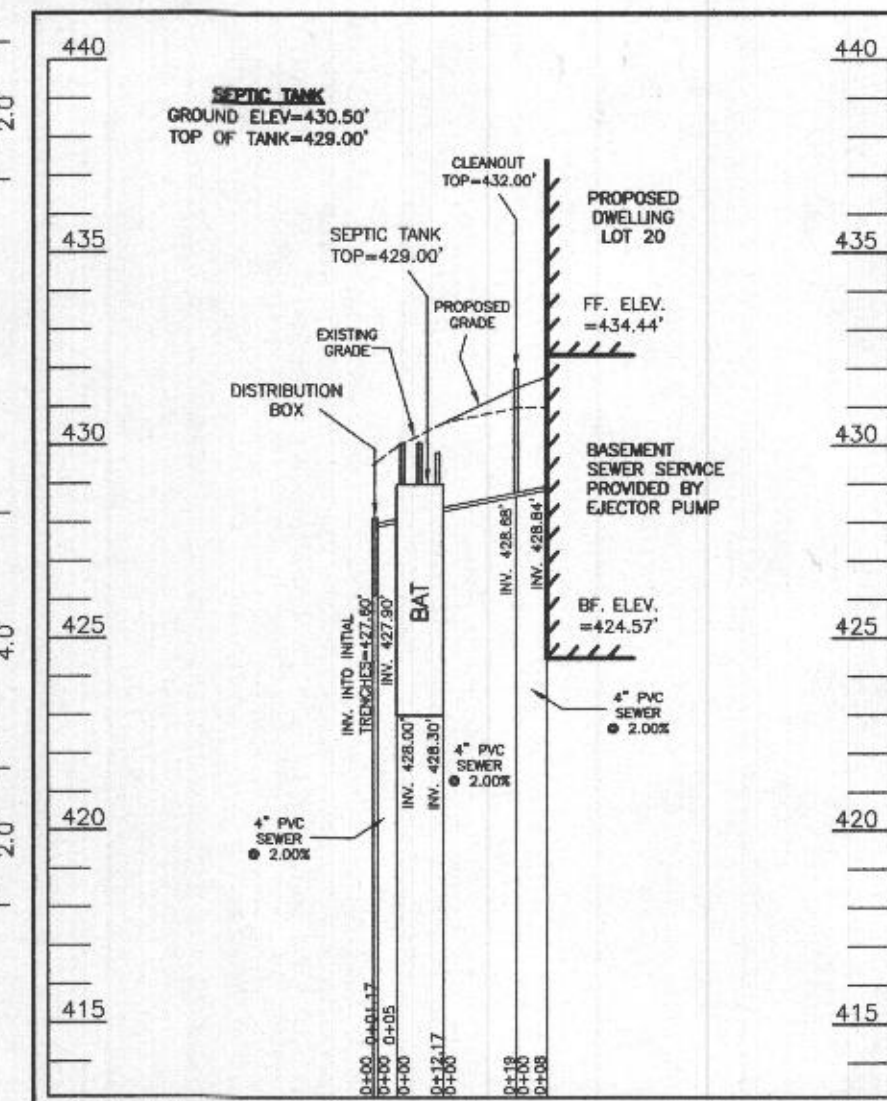 440
440
SEPTIC TANK
GROUND ELEV=430.50'
TOP OF TANK=429.00'
2.0'
CLEANOUT
TOP=432.00'
PROPOSED
DWELLING
LOT 20
435
435
SEPTIC TANK
TOP=429.00'
PROPOSED
GRADE
FF. ELEV.
=434.44'
EXISTING
GRADE
DISTRIBUTION
BOX
430
430
BASEMENT
SEWER SERVICE
PROVIDED BY
EJECTOR PUMP
INV. 428.68'
INV. 428.84'
BAT
INV. INTO INITIAL
TRENCHES=427.60'
INV. 427.90'
BF. ELEV.
=424.57'
425
425
4.0'
4" PVC
SEWER
@ 2.00%
INV. 428.00'
INV. 428.30'
4" PVC
SEWER
@ 2.00%
420
420
2.0'
4" PVC
SEWER
@ 2.00%
415
415
0+00
0+01.17
0+00
0+05
0+00
0+12.17
0+00
0+19
0+00
0+08